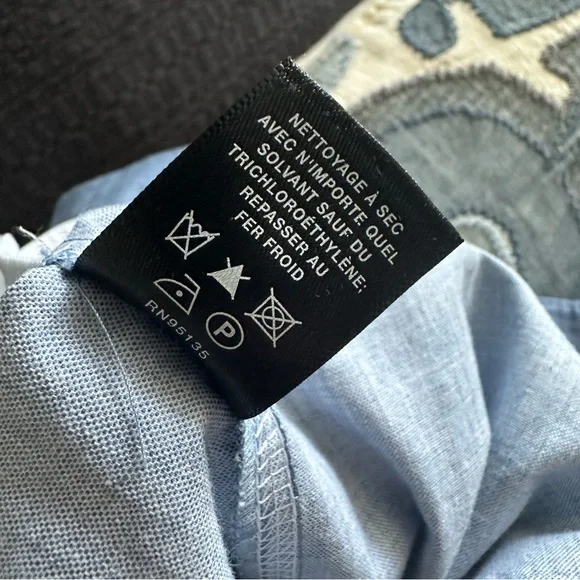 NETTOYAGE À SEC
AVEC N'IMPORTE QUEL
SOLVANT SAUF DU
TRICHLOROÉTHYLÈNE,
REPASSER AU
FER FROID
P
RN95135